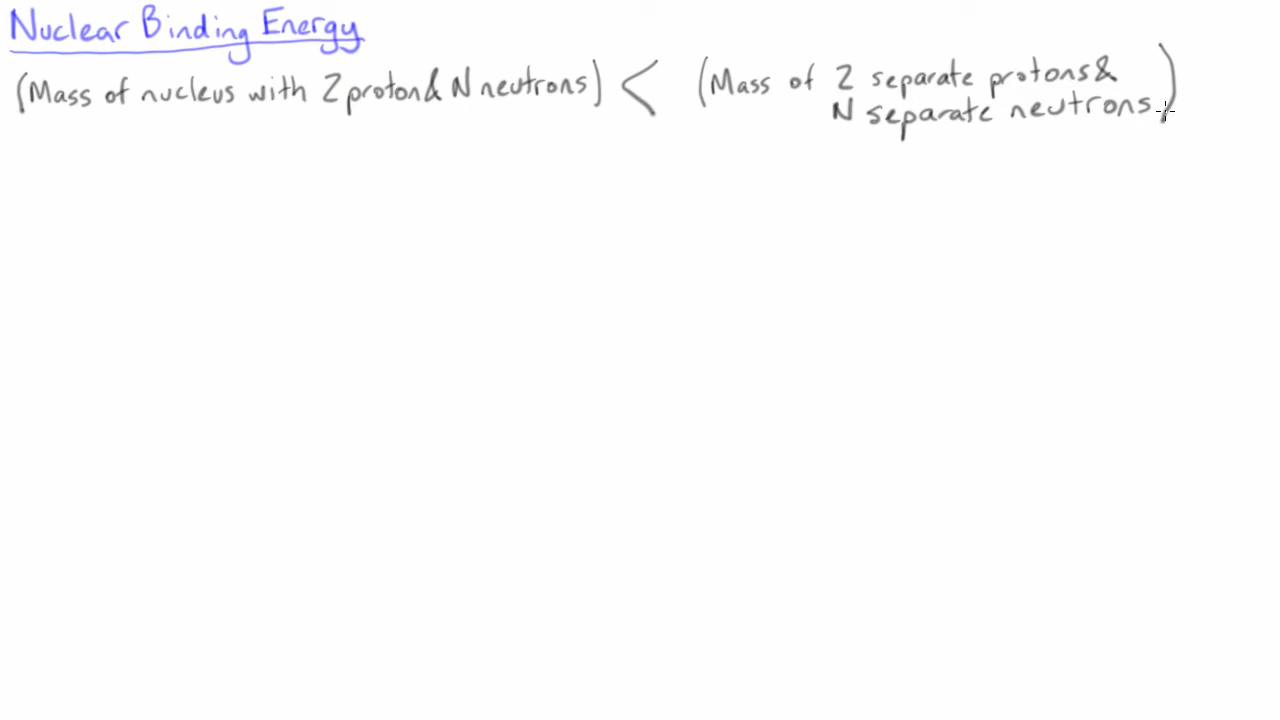 Nuclear Binding Energy
(Mass of nucleus with Z proton & N neutrons) < (Mass of Z separate protons &
N separate neutrons)